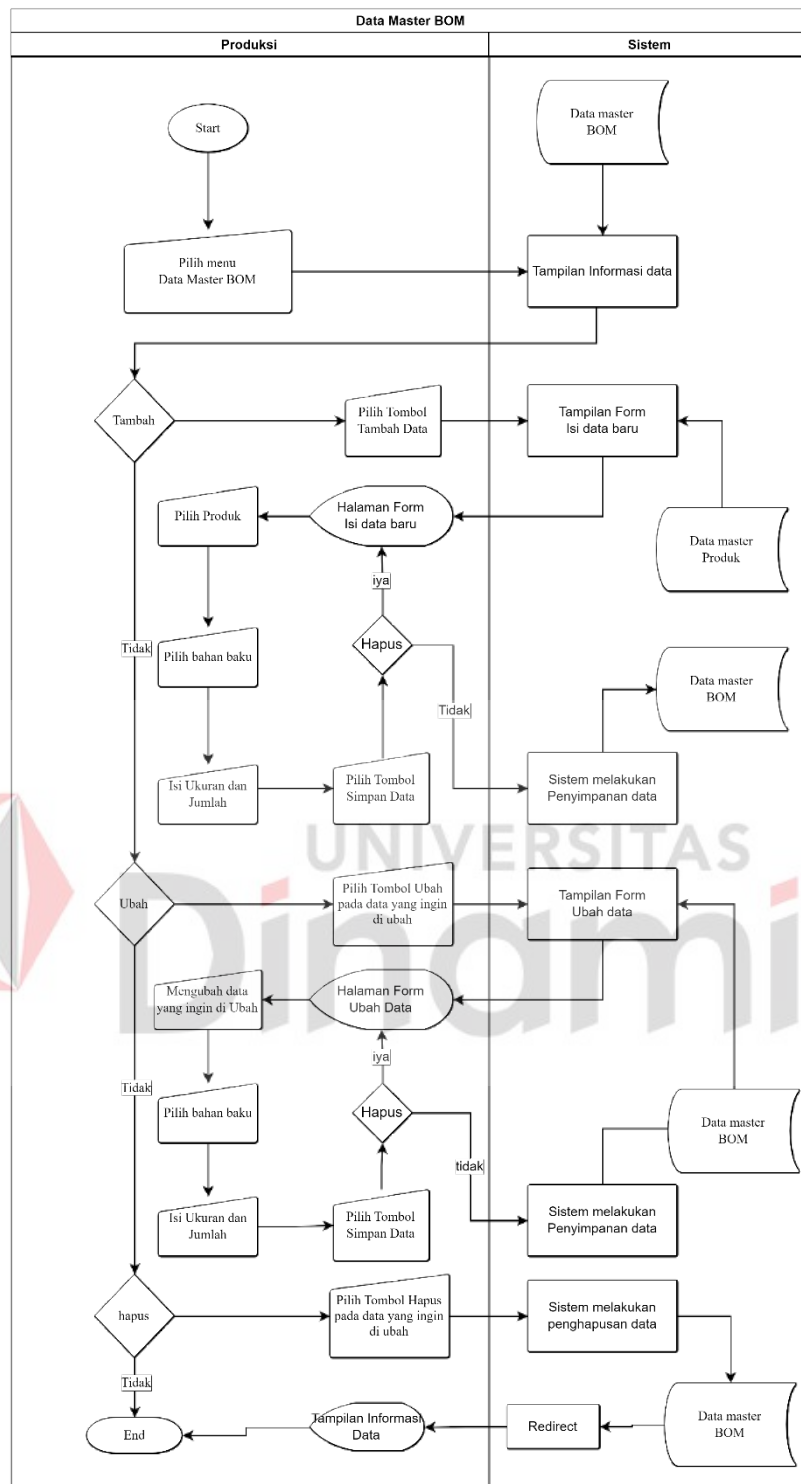 Data Master BOM
Produksi
Sistem
Start
Data master
BOM
Pilih menu
Data Master BOM
Tampilan Informasi data
Tambah
Pilih Tombol
Tambah Data
Tampilan Form
Isi data baru
Pilih Produk
Halaman Form
Isi data baru
Data master
Produk
iya
Tidak
Pilih bahan baku
Hapus
Data master
BOM
Tidak
Isi Ukuran dan
Jumlah
Pilih Tombol
Simpan Data
Sistem melakukan
Penyimpanan data
UNIVERSITAS
Dinami
Ubah
Pilih Tombol Ubah
pada data yang ingin
di ubah
Tampilan Form
Ubah data
Mengubah data
yang ingin di Ubah
Halaman Form
Ubah Data
iya
Tidak
Pilih bahan baku
Hapus
Data master
BOM
tidak
Isi Ukuran dan
Jumlah
Pilih Tombol
Simpan Data
Sistem melakukan
Penyimpanan data
hapus
Pilih Tombol Hapus
pada data yang ingin
di ubah
Sistem melakukan
penghapusan data
Tidak
End
Tampilan Informasi
Data
Redirect
Data master
BOM